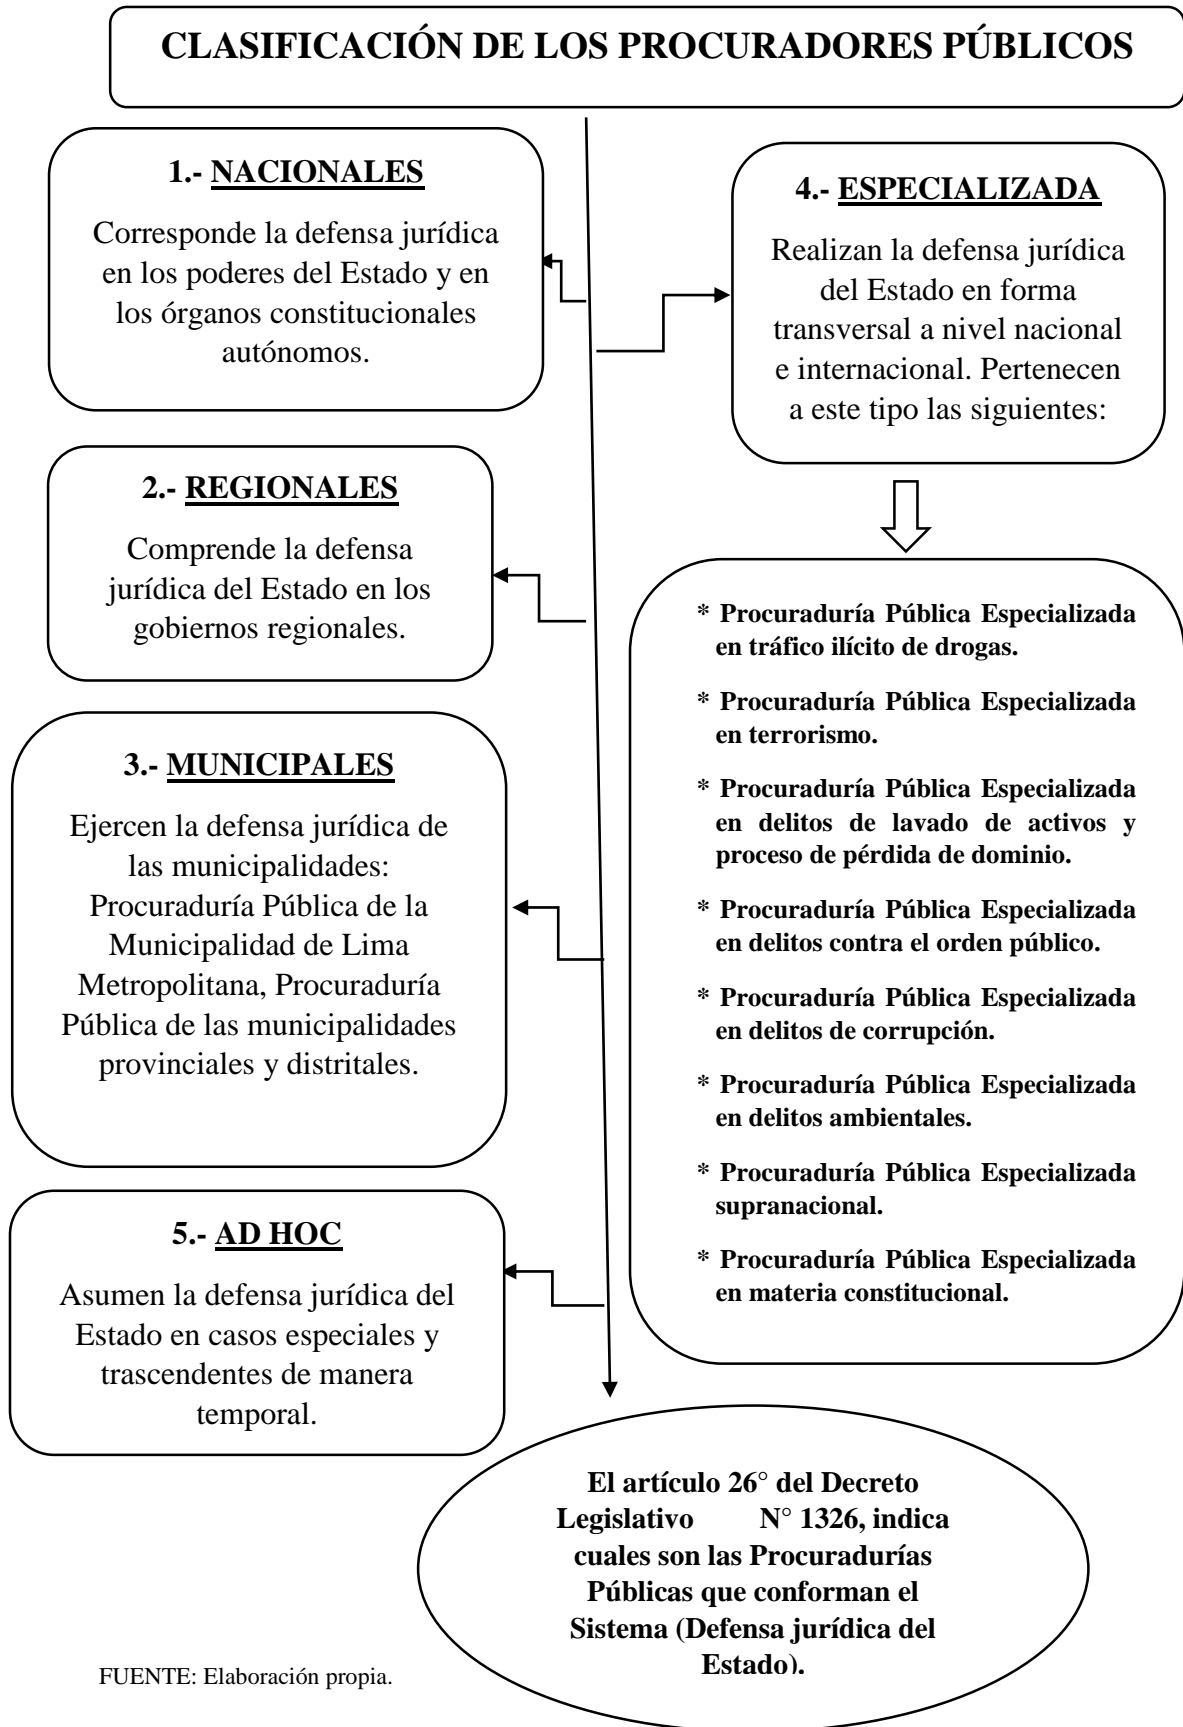 CLASIFICACIÓN DE LOS PROCURADORES PÚBLICOS
1.- NACIONALES
Corresponde la defensa jurídica
en los poderes del Estado y en
los órganos constitucionales
autónomos.
2.- REGIONALES
Comprende la defensa
jurídica del Estado en los
gobiernos regionales.
3.- MUNICIPALES
Ejercen la defensa jurídica de
las municipalidades:
Procuraduría Pública de la
Municipalidad de Lima
Metropolitana, Procuraduría
Pública de las municipalidades
provinciales y distritales.
4.- ESPECIALIZADA
Realizan la defensa jurídica
del Estado en forma
transversal a nivel nacional
e internacional. Pertenecen
a este tipo las siguientes:
* Procuraduría Pública Especializada
en tráfico ilícito de drogas.
* Procuraduría Pública Especializada
en terrorismo.
* Procuraduría Pública Especializada
en delitos de lavado de activos y
proceso de pérdida de dominio.
* Procuraduría Pública Especializada
en delitos contra el orden público.
* Procuraduría Pública Especializada
en delitos de corrupción.
* Procuraduría Pública Especializada
en delitos ambientales.
* Procuraduría Pública Especializada
supranacional.
* Procuraduría Pública Especializada
en materia constitucional.
5.- AD HOC
Asumen la defensa jurídica del
Estado en casos especiales y
trascendentes de manera
temporal.
El artículo 26° del Decreto
Legislativo N° 1326, indica
cuales son las Procuradurías
Públicas que conforman el
Sistema (Defensa jurídica del
Estado).
FUENTE: Elaboración propia.